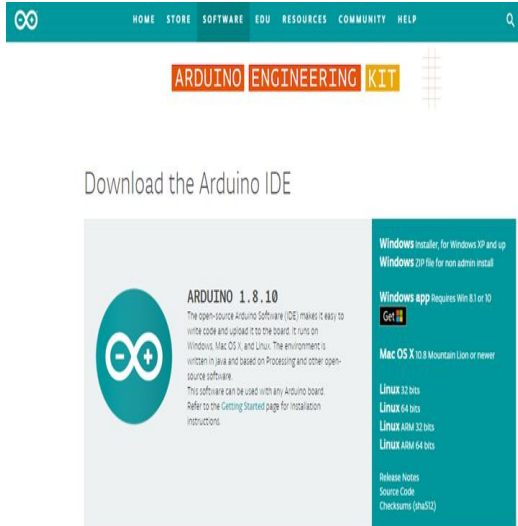 HOME STORE SOFTWARE EDU RESOURCES COMMUNITY HELP
ARDUINO ENGINEERING KIT
Download the Arduino IDE
ARDUINO 1.8.10
The open-source Arduino Software (IDE) makes it easy to
write code and upload it to the board. It runs on
Windows, Mac OS X, and Linux. The environment is
written in Java and based on Processing and other open-
source software.
This software can be used with any Arduino board.
Refer to the Getting Started page for Installation
instructions.
Windows Installer, for Windows XP and up
Windows ZIP file for non admin install
Windows app Requires Win 8.1 or 10
Get
Mac OS X 10.8 Mountain Lion or newer
Linux 32 bits
Linux 64 bits
Linux ARM 32 bits
Linux ARM 64 bits
Release Notes
Source Code
Checksums (sha512)